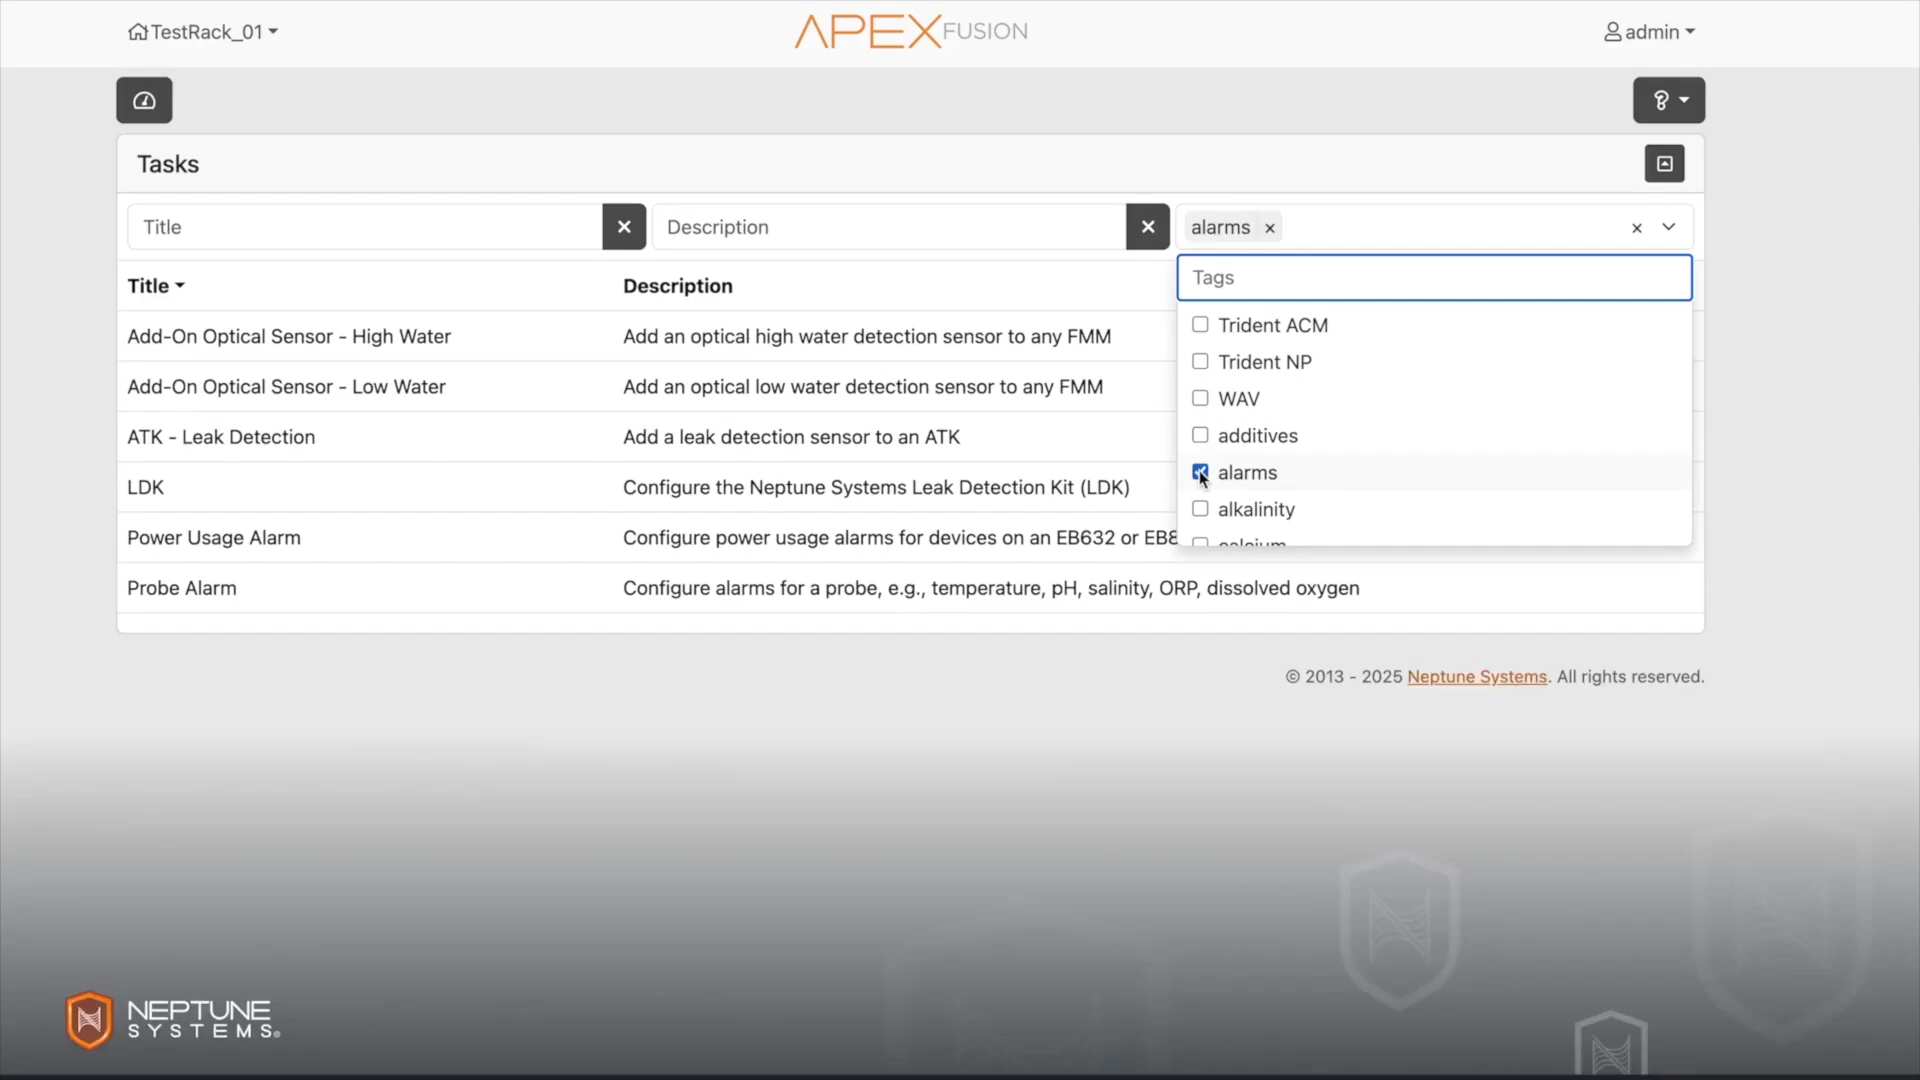 TestRack_01
APEX FUSION
admin
Tasks
Title
Description
alarms
Title
Description
Tags
Add-On Optical Sensor - High Water
Add an optical high water detection sensor to any FMM
Trident ACM
Trident NP
Add-On Optical Sensor - Low Water
Add an optical low water detection sensor to any FMM
WAV
ATK - Leak Detection
Add a leak detection sensor to an ATK
additives
LDK
Configure the Neptune Systems Leak Detection Kit (LDK)
alarms
alkalinity
Power Usage Alarm
Configure power usage alarms for devices on an EB632 or EB8
calcium
Probe Alarm
Configure alarms for a probe, e.g., temperature, pH, salinity, ORP, dissolved oxygen
© 2013 - 2025 Neptune Systems. All rights reserved.
NEPTUNE
SYSTEMS